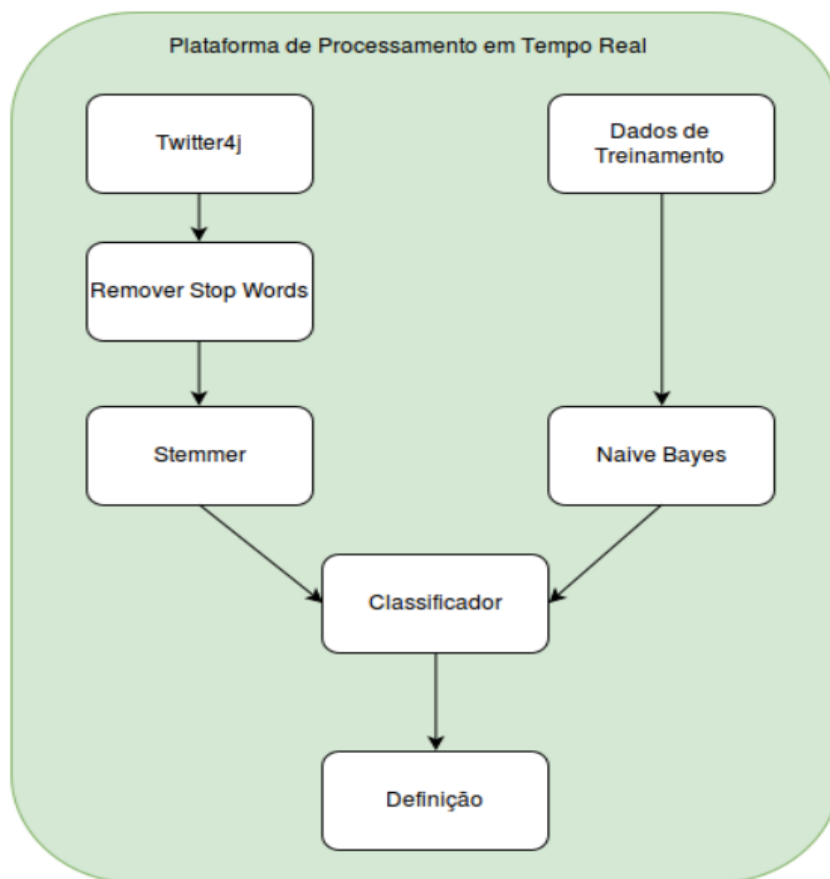 Plataforma de Processamento em Tempo Real
Twitter4j
Dados de
Treinamento
Remover Stop Words
Stemmer
Naive Bayes
Classificador
Definição